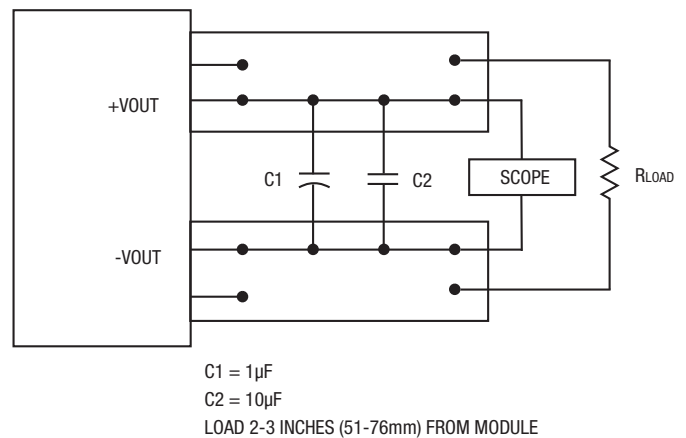 +VOUT
C1
C2
SCOPE
RLOAD
-VOUT
C1 = 1µF
C2 = 10µF
LOAD 2-3 INCHES (51-76mm) FROM MODULE